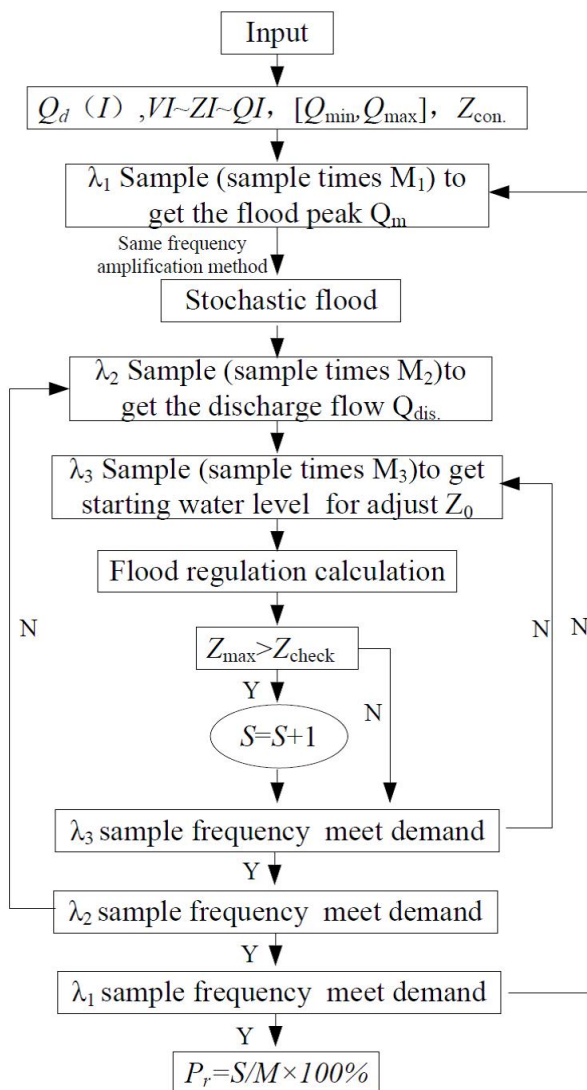 Input
Q_d（I）,VI~ZI~QI, [Q_min,Q_max], Z_con.
λ₁ Sample (sample times M₁) to
get the flood peak Q_m
Same frequency
amplification method
Stochastic flood
λ₂ Sample (sample times M₂)to
get the discharge flow Q_dis.
λ₃ Sample (sample times M₃)to get
starting water level for adjust Z₀
Flood regulation calculation
N
N
N
Z_max>Z_check
Y
N
S=S+1
λ₃ sample frequency meet demand
Y
λ₂ sample frequency meet demand
Y
λ₁ sample frequency meet demand
Y
P_r=S/M×100%